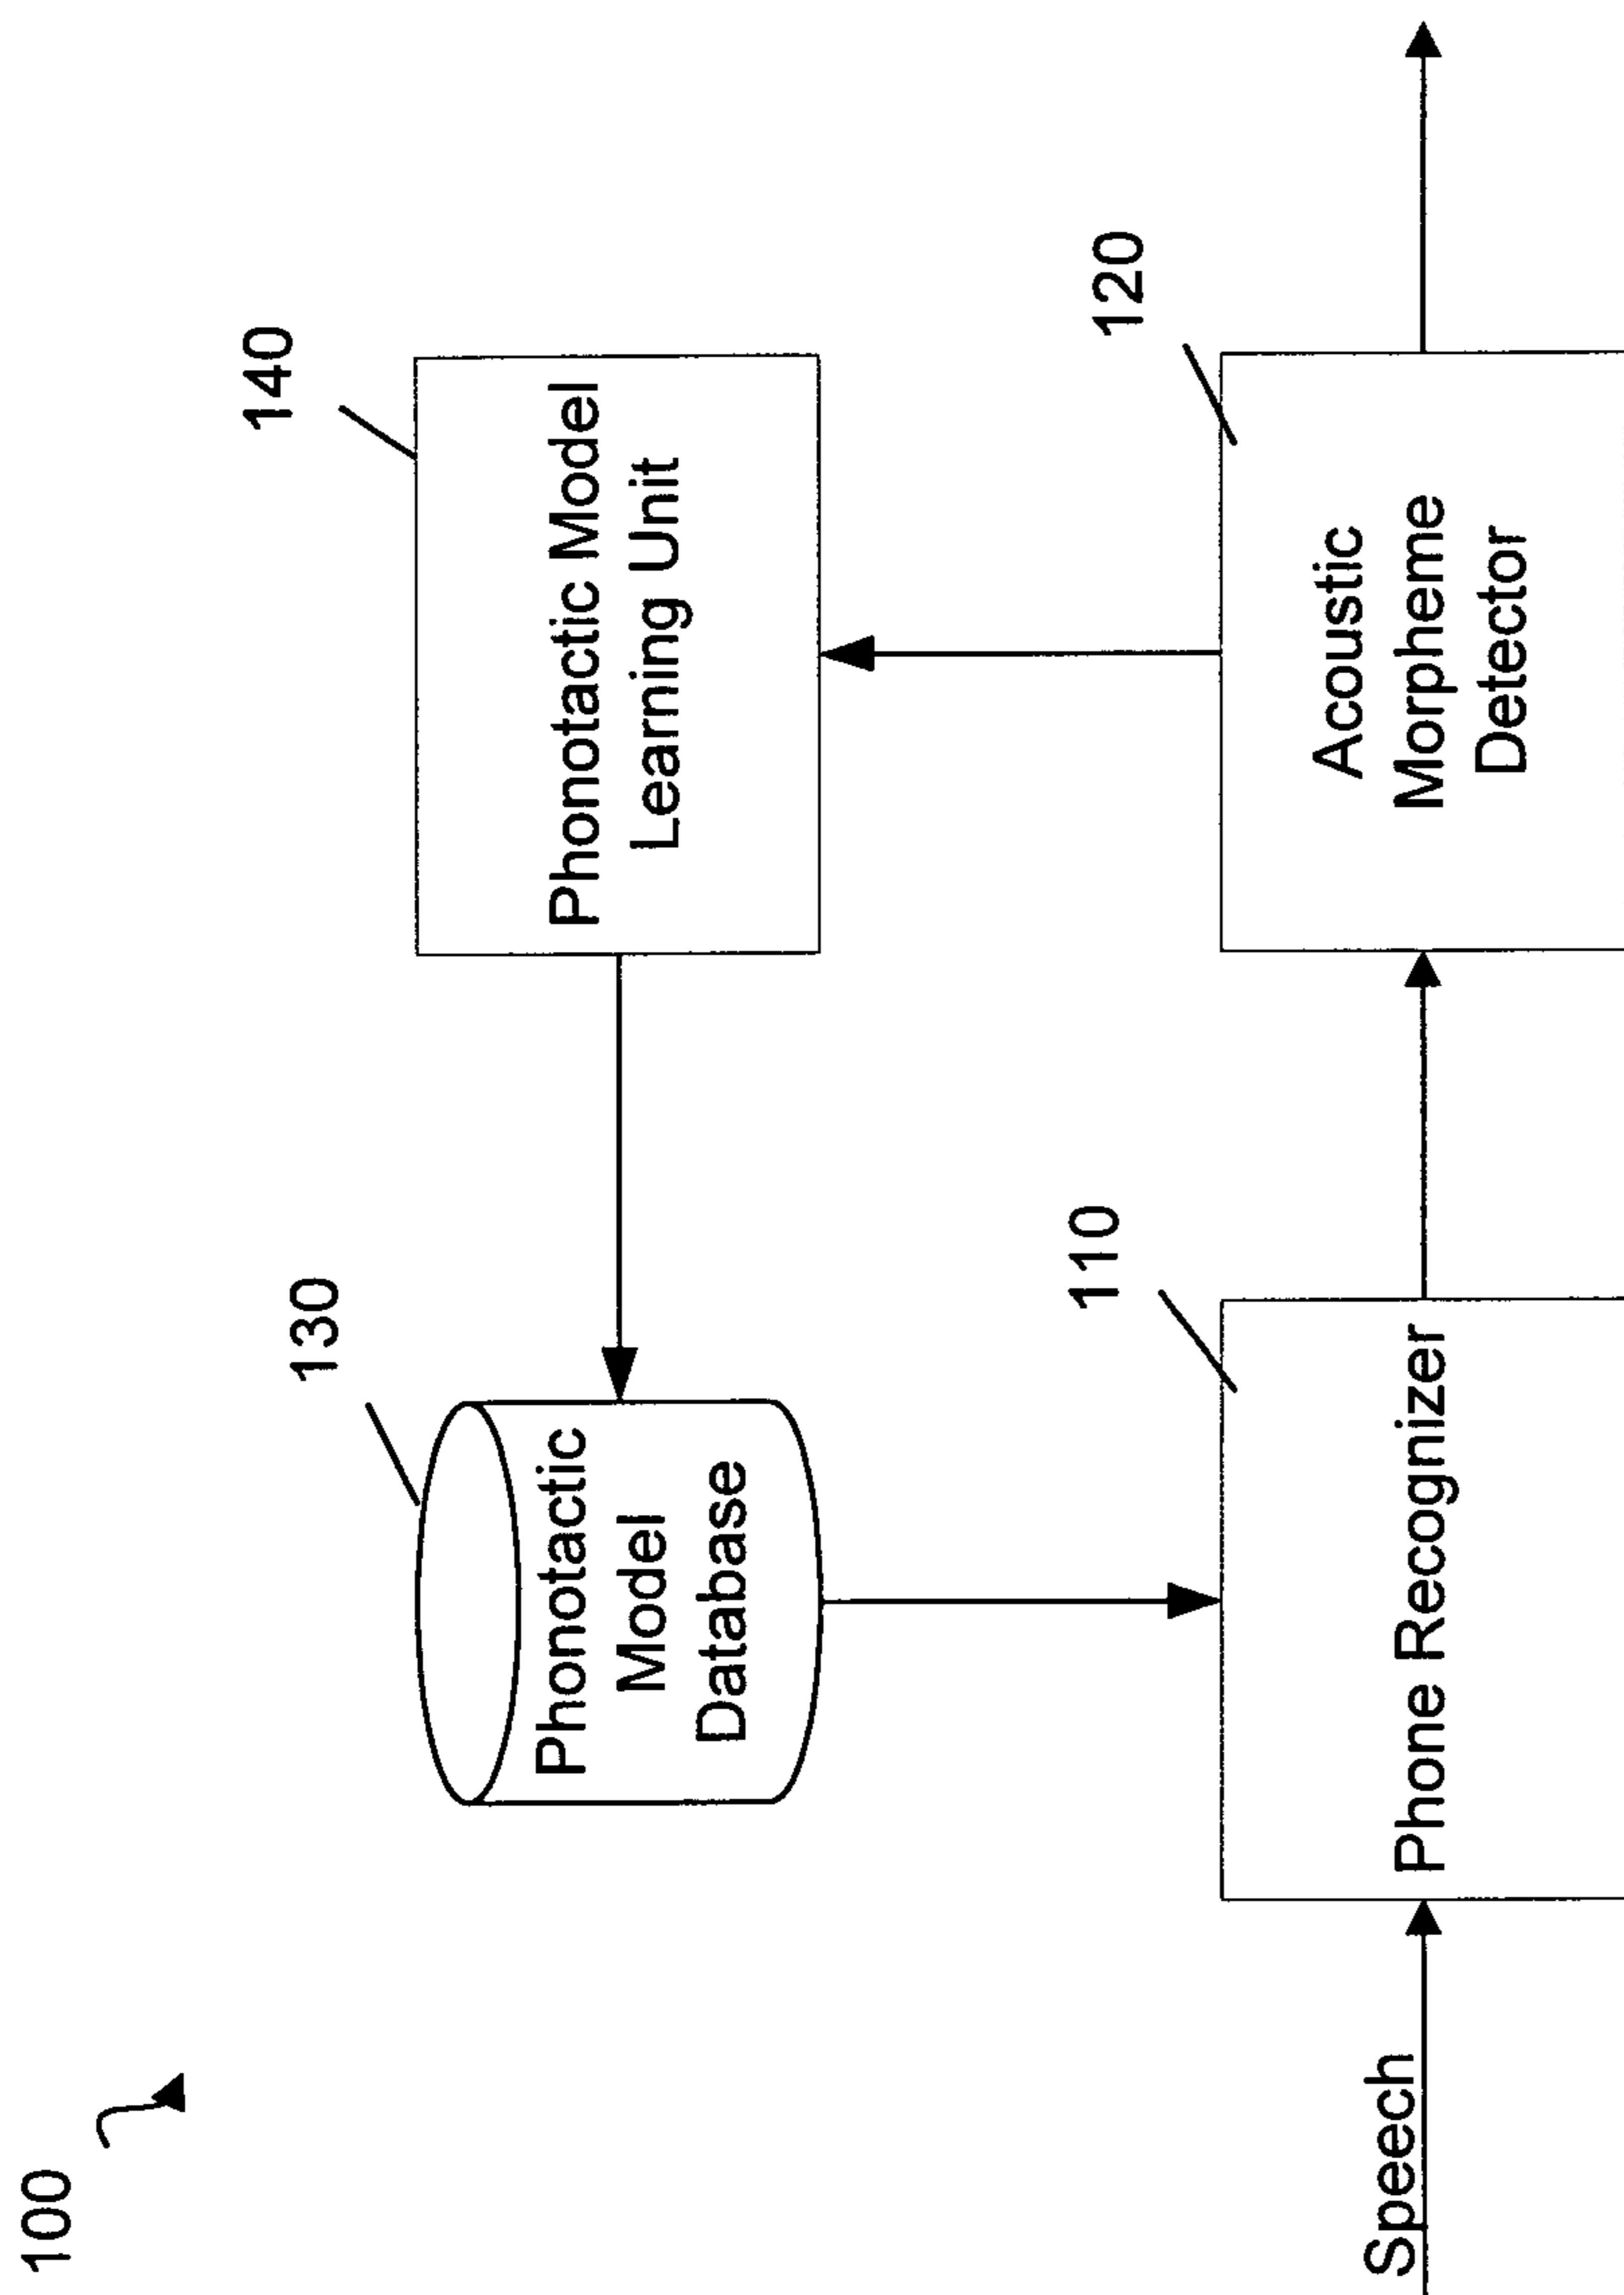 100
130
Phonotactic
Model
Database
140
Phonotactic Model
Learning Unit
Speech
110
Phone Recognizer
120
Acoustic
Morpheme
Detector